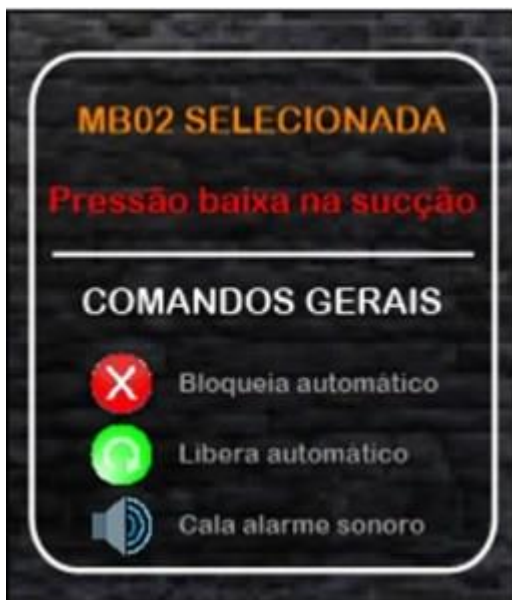 MB02 SELECIONADA
Pressão baixa na sucção
COMANDOS GERAIS
Bloqueia automático
Libera automático
Cala alarme sonoro